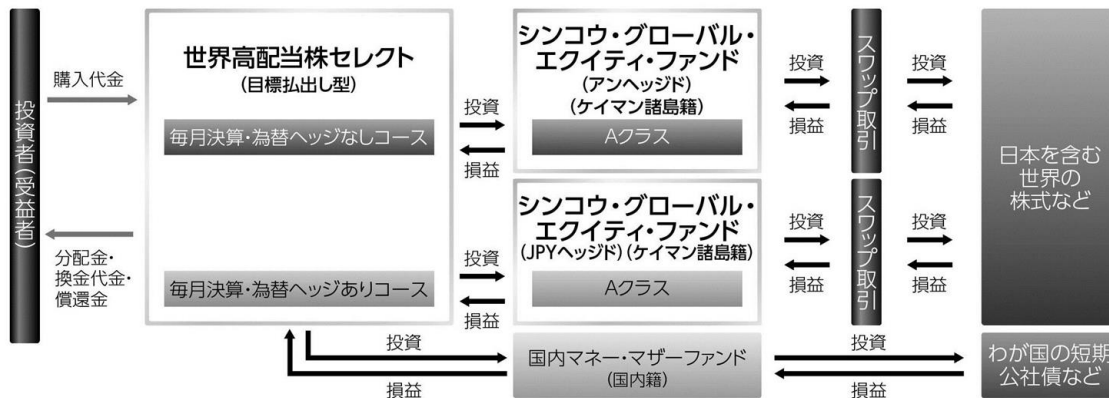 投資者(受益者)
購入代金
分配金・
換金代金・
償還金
世界高配当株セレクト
(目標払出し型)
毎月決算・為替ヘッジなしコース
毎月決算・為替ヘッジありコース
投資
損益
投資
損益
シンコウ・グローバル・
エクイティ・ファンド
(アンヘッジド)
(ケイマン諸島籍)
Aクラス
シンコウ・グローバル・
エクイティ・ファンド
(JPYヘッジド)(ケイマン諸島籍)
Aクラス
投資
損益
投資
損益
スワップ取引
スワップ取引
投資
損益
投資
損益
日本を含む
世界の
株式など
投資
損益
国内マネー・マザーファンド
(国内籍)
投資
損益
わが国の短期
公社債など